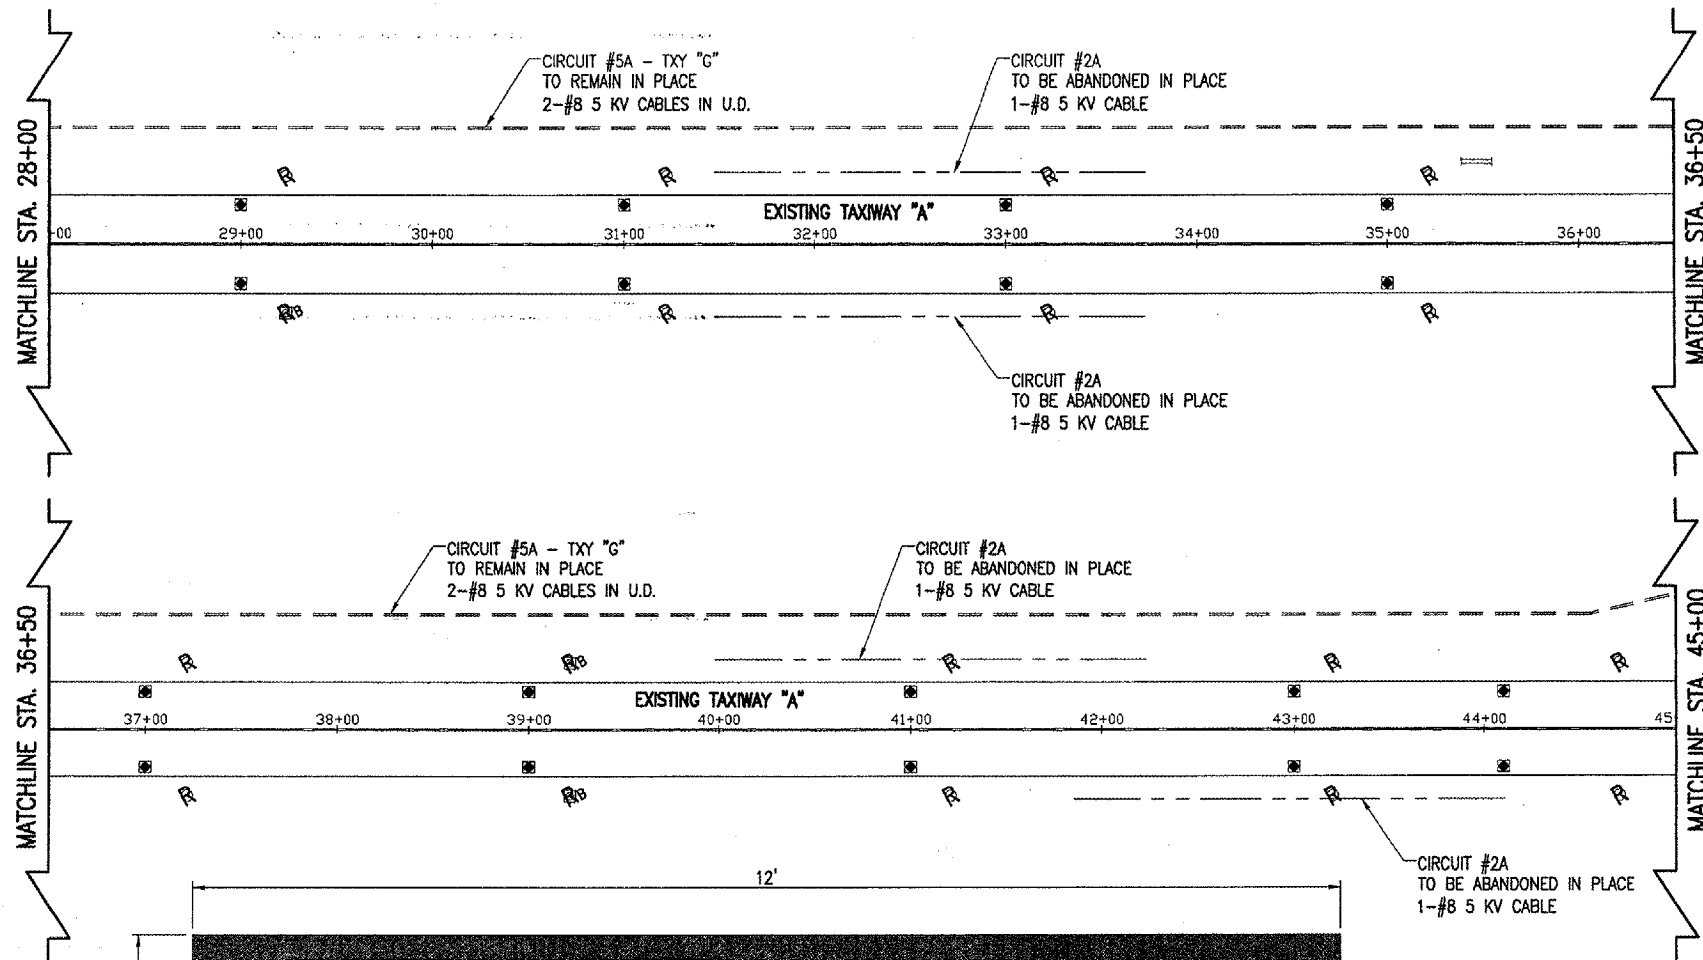 CIRCUIT #5A - TXY "G"
TO REMAIN IN PLACE
2-#8 5 KV CABLES IN U.D.
CIRCUIT #2A
TO BE ABANDONED IN PLACE
1-#8 5 KV CABLE
MATCHLINE STA. 28+00
MATCHLINE STA. 36+50
R
R
R
R
EXISTING TAXIWAY "A"
-00
29+00
30+00
31+00
32+00
33+00
34+00
35+00
36+00
R
R
R
CIRCUIT #2A
TO BE ABANDONED IN PLACE
1-#8 5 KV CABLE
CIRCUIT #5A - TXY "G"
TO REMAIN IN PLACE
2-#8 5 KV CABLES IN U.D.
CIRCUIT #2A
TO BE ABANDONED IN PLACE
1-#8 5 KV CABLE
MATCHLINE STA. 36+50
MATCHLINE STA. 45+00
R
R
R
R
EXISTING TAXIWAY "A"
37+00
38+00
39+00
40+00
41+00
42+00
43+00
44+00
45
R
R
R
R
CIRCUIT #2A
TO BE ABANDONED IN PLACE
1-#8 5 KV CABLE
12'